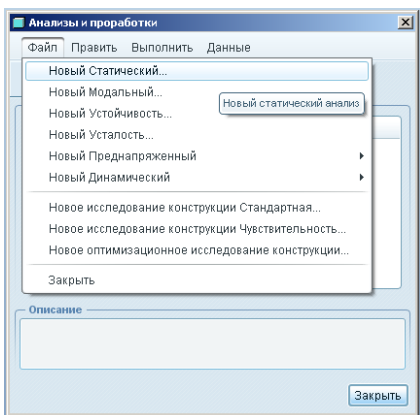 Анализы и проработки
Файл Править Выполнить Данные
Новый Статический...
Новый Модальный...
Новый статический анализ
Новый Устойчивость...
Новый Усталость...
Новый Преднапряженный
Новый Динамический
Новое исследование конструкции Стандартная...
Новое исследование конструкции Чувствительность...
Новое оптимизационное исследование конструкции...
Закрыть
Описание
Закрыть